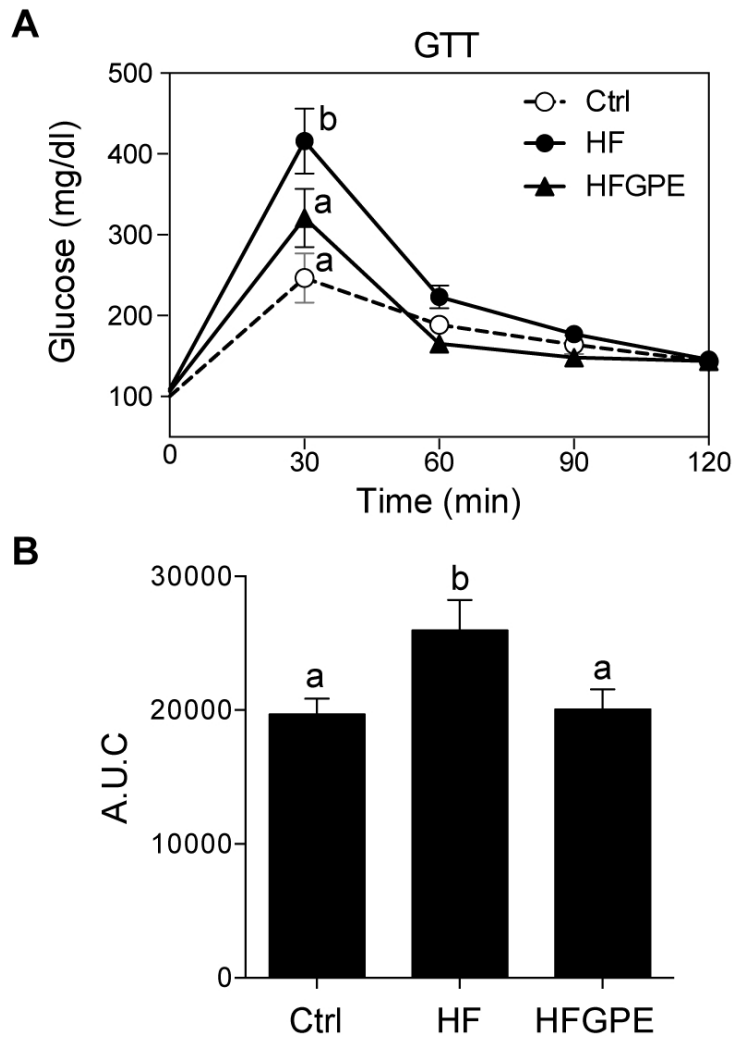 A
GTT
500
400
300
200
100
Glucose (mg/dl)
Ctrl
HF
HFGPE
b
a
a
0 30 60 90 120
Time (min)
B
30000
20000
10000
0
A.U.C
a b a
Ctrl HF HFGPE